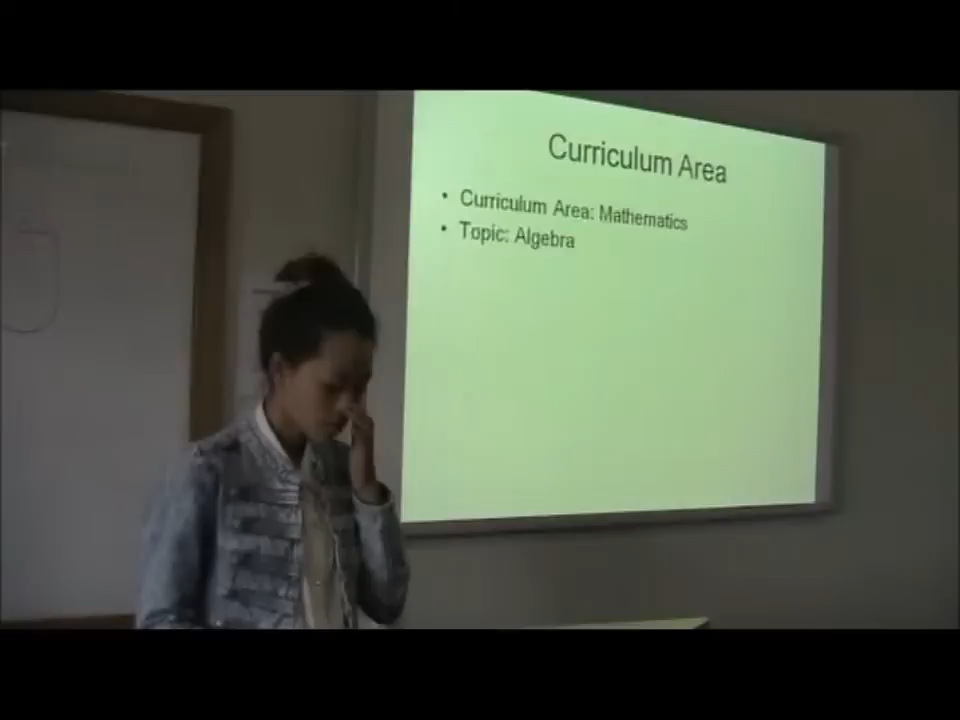 Curriculum Area
• Curriculum Area: Mathematics
• Topic: Algebra